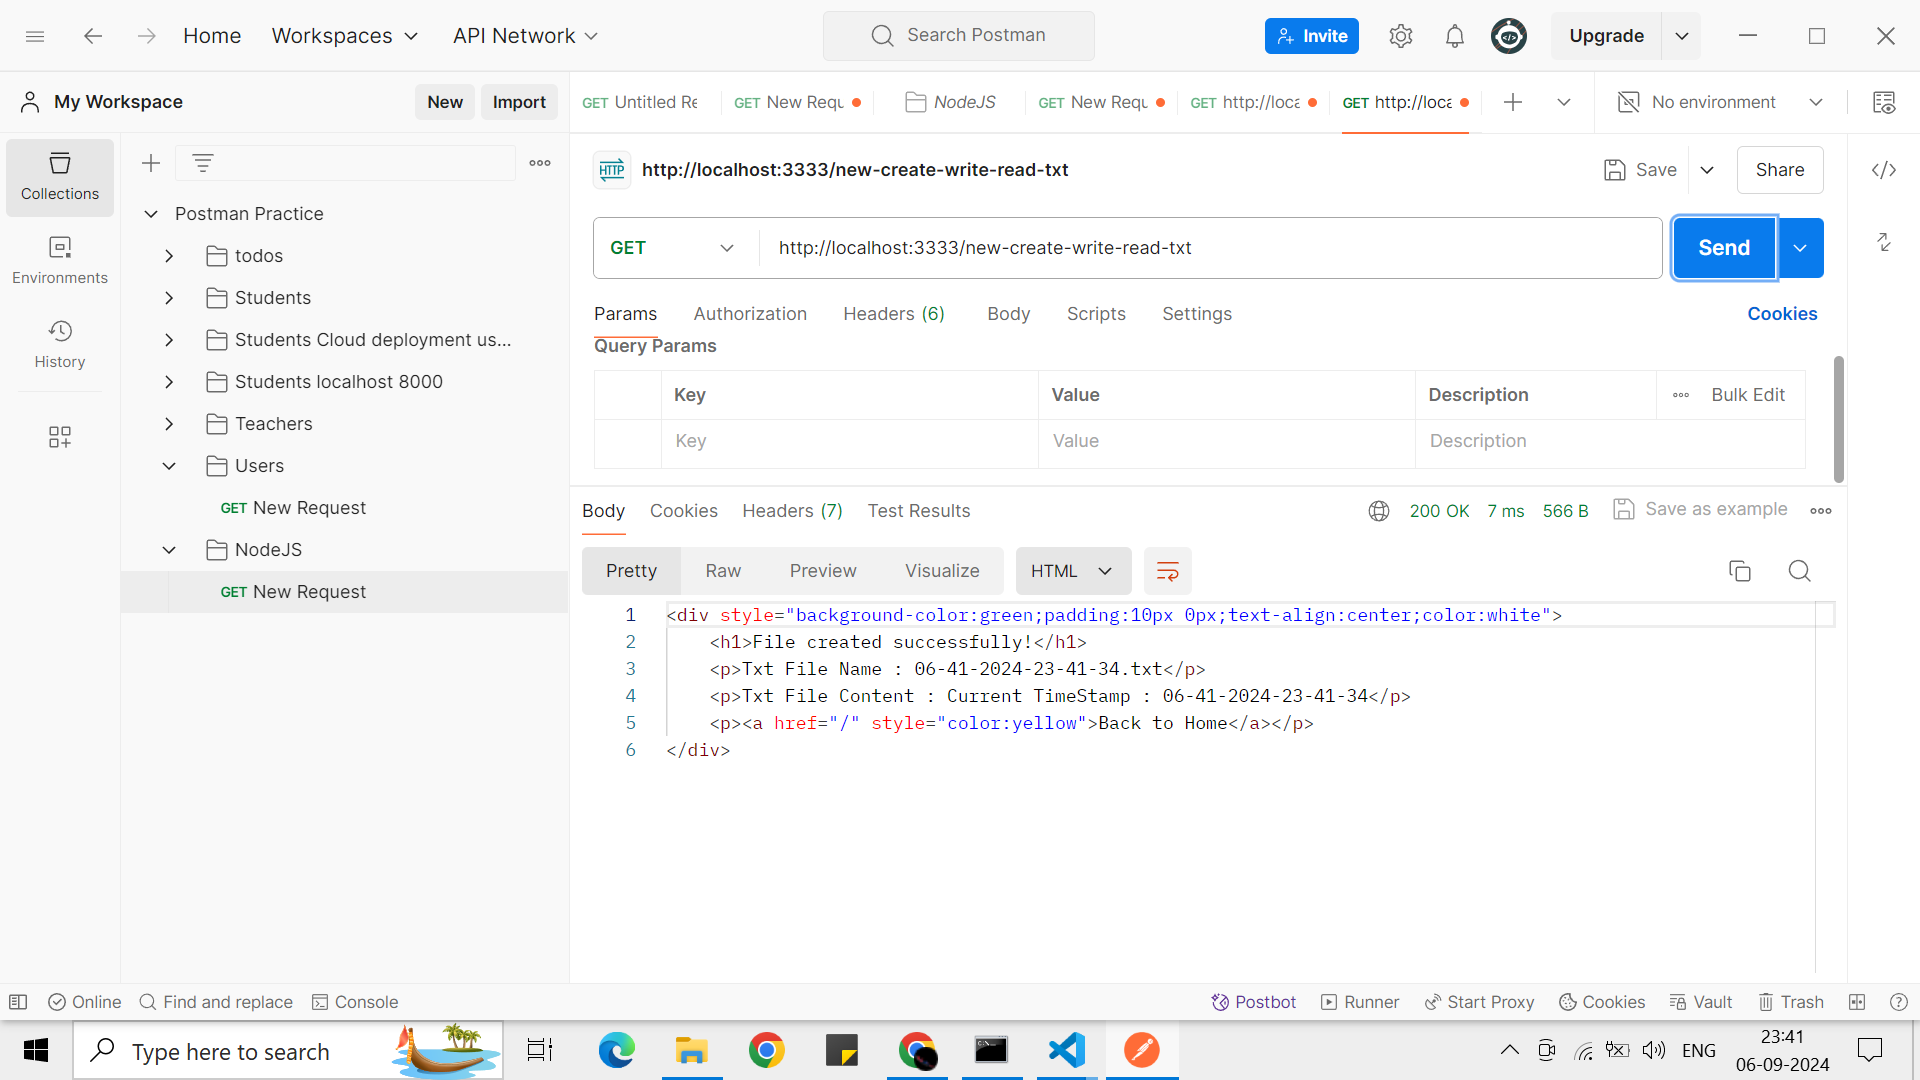 Home Workspaces API Network Search Postman Invite Upgrade
My Workspace New Import
GET Untitled Re GET New Requ NodeJS GET New Requ GET http://loca GET http://loca No environment
Collections
Environments
History
Postman Practice
todos
Students
Students Cloud deployment us...
Students localhost 8000
Teachers
Users
GET New Request
NodeJS
GET New Request
HTTP http://localhost:3333/new-create-write-read-txt Save Share
GET http://localhost:3333/new-create-write-read-txt Send
Params Authorization Headers (6) Body Scripts Settings Cookies
Query Params
Key Value Description Bulk Edit
Key Value Description
Body Cookies Headers (7) Test Results 200 OK 7 ms 566 B Save as example
Pretty Raw Preview Visualize HTML
1 <div style="background-color:green;padding:10px 0px;text-align:center;color:white">
2 <h1>File created successfully!</h1>
3 <p>Txt File Name : 06-41-2024-23-41-34.txt</p>
4 <p>Txt File Content : Current TimeStamp : 06-41-2024-23-41-34</p>
5 <p><a href="/" style="color:yellow">Back to Home</a></p>
6 </div>
Online Find and replace Console Postbot Runner Start Proxy Cookies Vault Trash
Type here to search ENG 23:41
06-09-2024